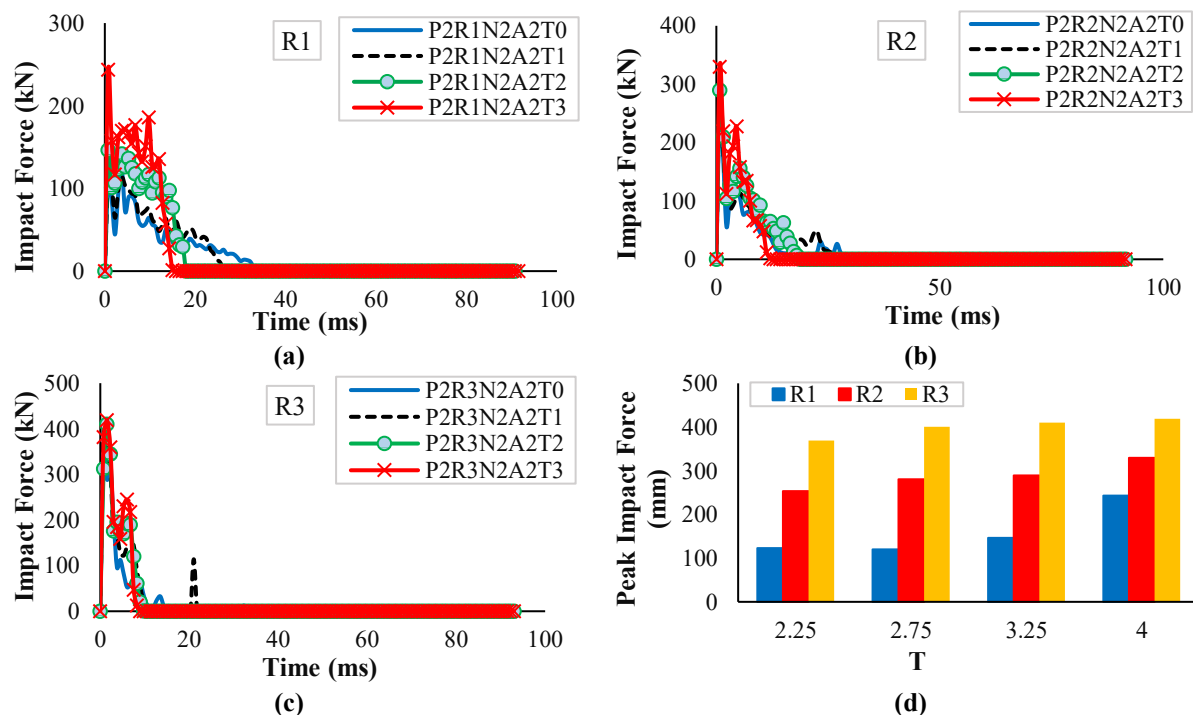 300
200
100
0
Impact Force (kN)
R1
P2R1N2A2T0
P2R1N2A2T1
P2R1N2A2T2
P2R1N2A2T3
0 20 40 60 80 100
Time (ms)
(a)
400
300
200
100
0
Impact Force (kN)
R2
P2R2N2A2T0
P2R2N2A2T1
P2R2N2A2T2
P2R2N2A2T3
0 50 100
Time (ms)
(b)
500
400
300
200
100
0
Impact Force (kN)
R3
P2R3N2A2T0
P2R3N2A2T1
P2R3N2A2T2
P2R3N2A2T3
0 20 40 60 80 100
Time (ms)
(c)
500
400
300
200
100
0
Peak Impact Force
(mm)
R1 R2 R3
2.25 2.75 3.25 4
T
(d)